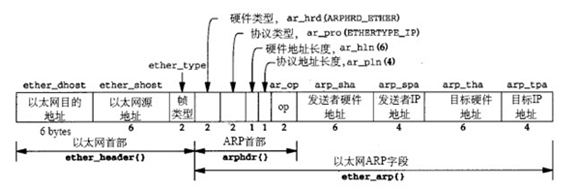 硬件类型, ar_hrd(ARPHRD_ETHER)
协议类型, ar_pro(ETHERTYPE_IP)
硬件地址长度, ar_hln(6)
ether_type
协议地址长度, ar_pln(4)
ether_dhost ether_shost ar_op ar_sha ar_spa ar_tha ar_tpa
以太网目的地址 以太网源地址 帧类型 op 发送者硬件地址 发送者IP地址 目标硬件地址 目标IP地址
6 bytes 6 2 2 2 1 1 2 6 4 6 4
以太网首部 ARP首部 以太网ARP字段
ether_header{} arphdr{} ether_arp{}